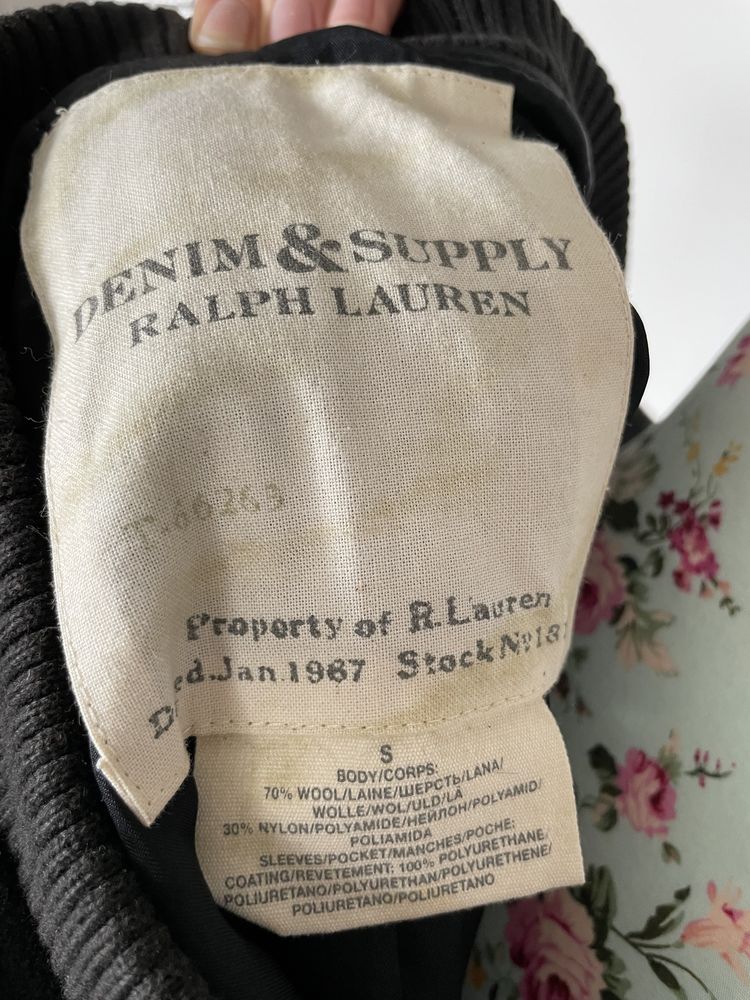 DENIM & SUPPLY
RALPH LAUREN
T-60263
Property of R.Lauren
Jan.1967 Stock No
S
BODY/CORPS:
70% WOOL/LAINE/ШЕРСТЬ/LANA/
WOLLE/WOL/ULD/LÃ
30% NYLON/POLYAMIDE/НЕЙЛОН/POLYAMID/
POLIAMIDA
SLEEVES/POCKET/MANCHES/POCHE:
COATING/REVETEMENT: 100% POLYURETHANE/
POLIURETANO/POLYURETHAN/POLYURETHENE/
POLIURETANO/POLIURETANO